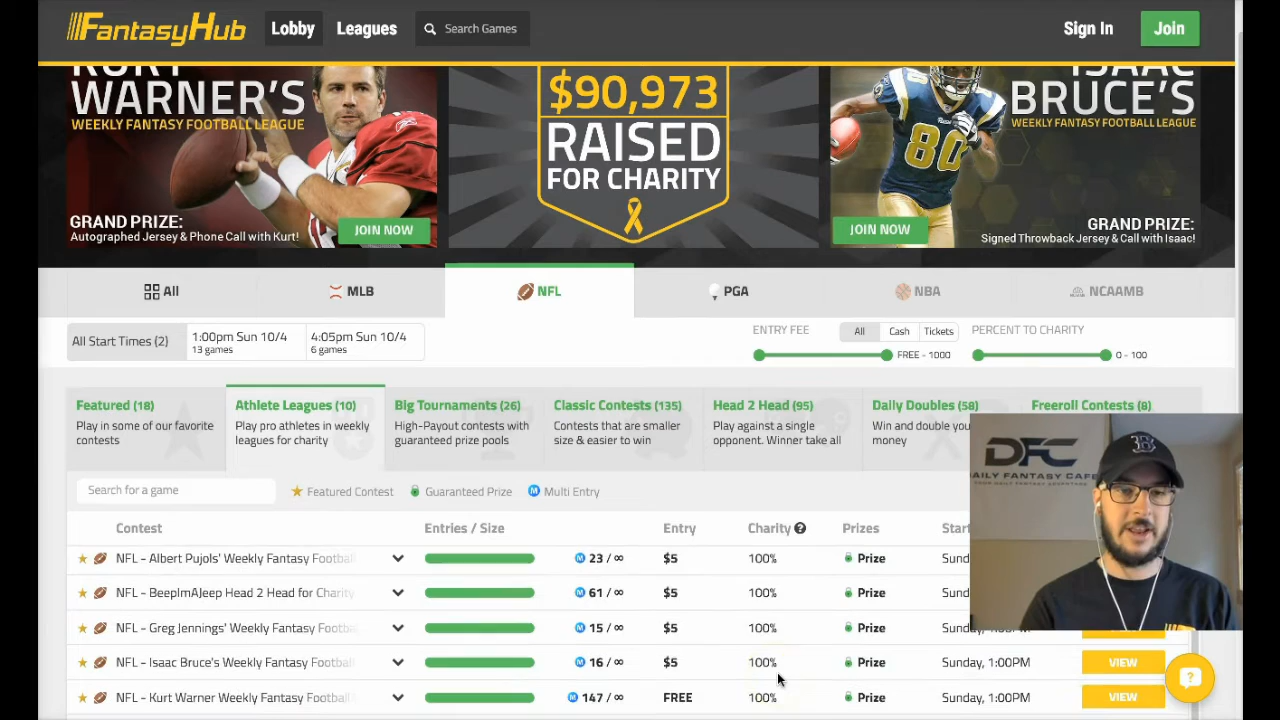 FantasyHub Lobby Leagues Search Games Sign In Join
KURT
WARNER'S
WEEKLY FANTASY FOOTBALL LEAGUE
GRAND PRIZE:
Autographed Jersey & Phone Call with Kurt!
JOIN NOW
$90,973
RAISED
FOR CHARITY
ISAAC
BRUCE'S
WEEKLY FANTASY FOOTBALL LEAGUE
80
JOIN NOW
GRAND PRIZE:
Signed Throwback Jersey & Call with Isaac!
All MLB NFL PGA NBA NCAAMB
All Start Times (2)
1:00pm Sun 10/4
13 games
4:05pm Sun 10/4
6 games
ENTRY FEE All Cash Tickets
FREE - 1000
PERCENT TO CHARITY
0 - 100
Featured (18)
Play in some of our favorite
contests
Athlete Leagues (10)
Play pro athletes in weekly
leagues for charity
Big Tournaments (26)
High-Payout contests with
guaranteed prize pools
Classic Contests (135)
Contests that are smaller
size & easier to win
Head 2 Head (95)
Play against a single
opponent. Winner take all
Daily Doubles (58)
Win and double you
money
Freeroll Contests (8)
DFC
DAILY FANTASY CAFE
Search for a game Featured Contest Guaranteed Prize M Multi Entry
Contest Entries / Size Entry Charity ? Prizes Start
NFL - Albert Pujols' Weekly Fantasy Footbal M 23 / ∞ $5 100% Prize Sund
NFL - BeepImAJeep Head 2 Head for Charity M 61 / ∞ $5 100% Prize Sund
NFL - Greg Jennings' Weekly Fantasy Footb M 15 / ∞ $5 100% Prize
NFL - Isaac Bruce's Weekly Fantasy Footbal M 16 / ∞ $5 100% Prize Sunday, 1:00PM VIEW
NFL - Kurt Warner Weekly Fantasy Footbal M 147 / ∞ FREE 100% Prize Sunday, 1:00PM VIEW